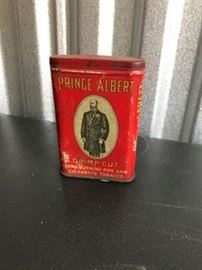 PRINCE ALBERT
CRIMP CUT
LONG BURNING PIPE AND
CIGARETTE TOBACCO